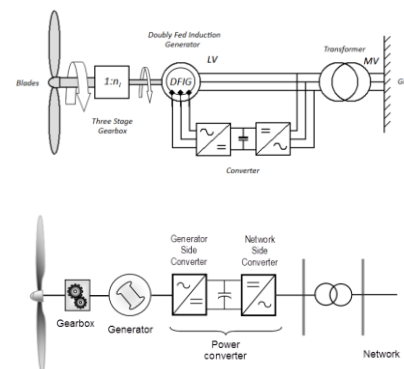 Doubly Fed Induction
Generator
LV
Transformer
MV
Blades
1:n
DFIG
Three Stage
Gearbox
Converter
Generator
Side
Converter
Network
Side
Converter
Gearbox
Generator
Power
converter
Network